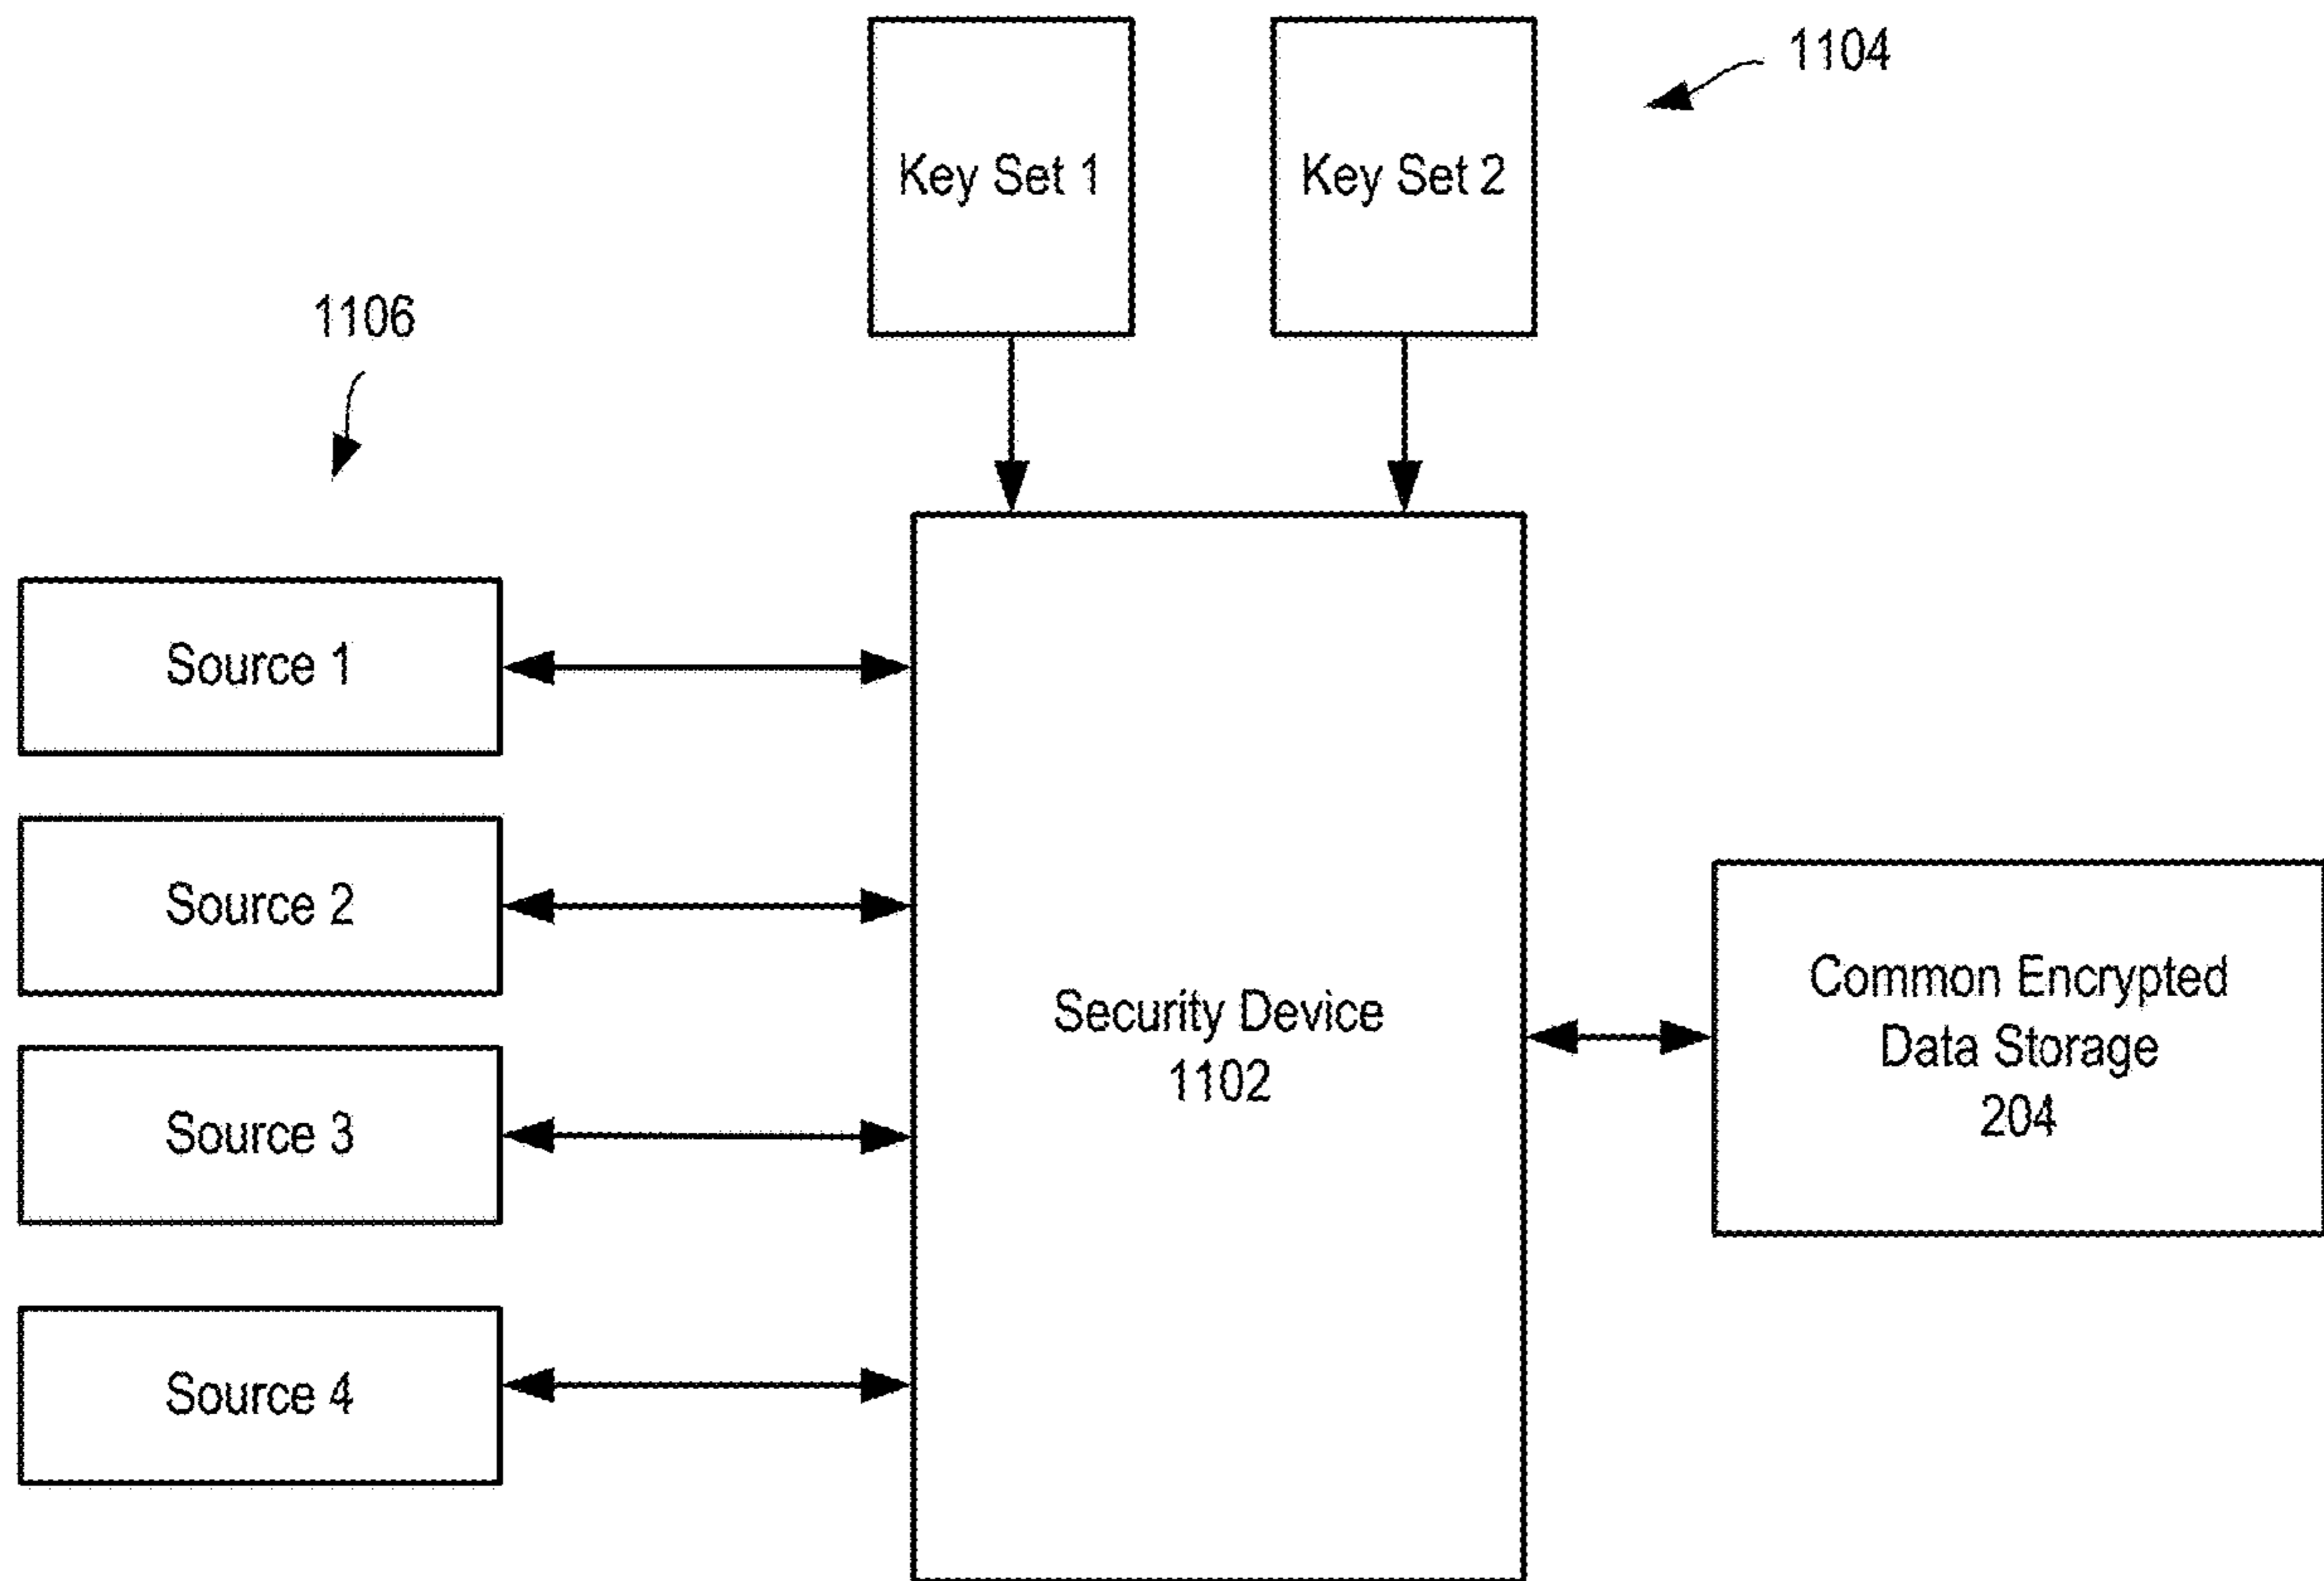 1104
Key Set 1
Key Set 2
1106
Source 1
Source 2
Source 3
Source 4
Security Device
1102
Common Encrypted
Data Storage
204